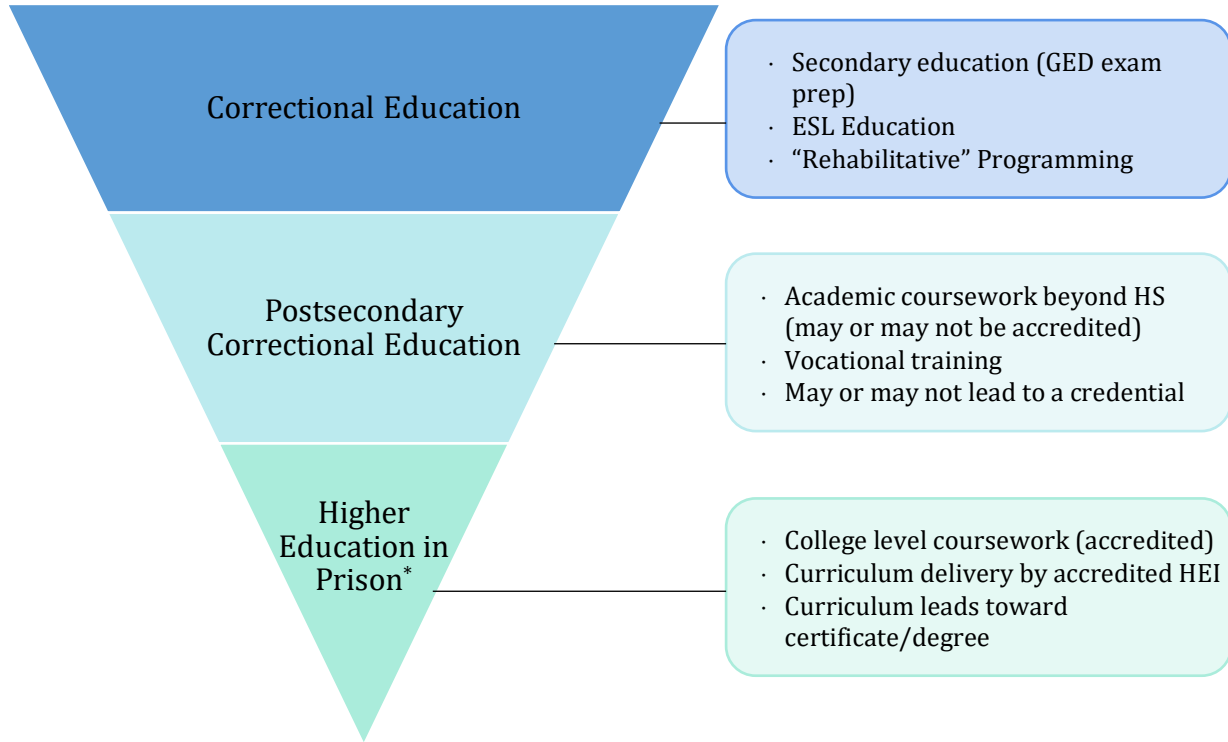 Correctional Education
· Secondary education (GED exam
prep)
· ESL Education
· “Rehabilitative” Programming
Postsecondary
Correctional Education
· Academic coursework beyond HS
(may or may not be accredited)
· Vocational training
· May or may not lead to a credential
Higher
Education in
Prison*
· College level coursework (accredited)
· Curriculum delivery by accredited HEI
· Curriculum leads toward
certificate/degree